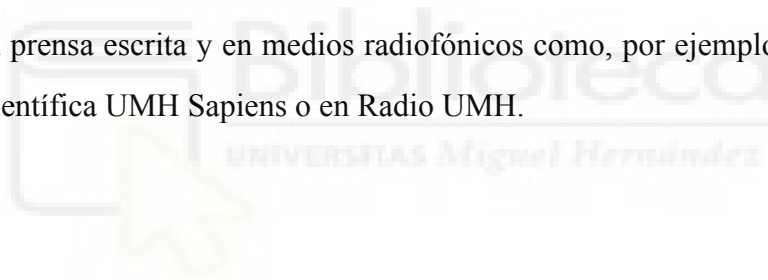 prensa escrita y en medios radiofónicos como, por ejemplo
entífica UMH Sapiens o en Radio UMH.
Biblioteca
UNIVERSITAS Miguel Hernández